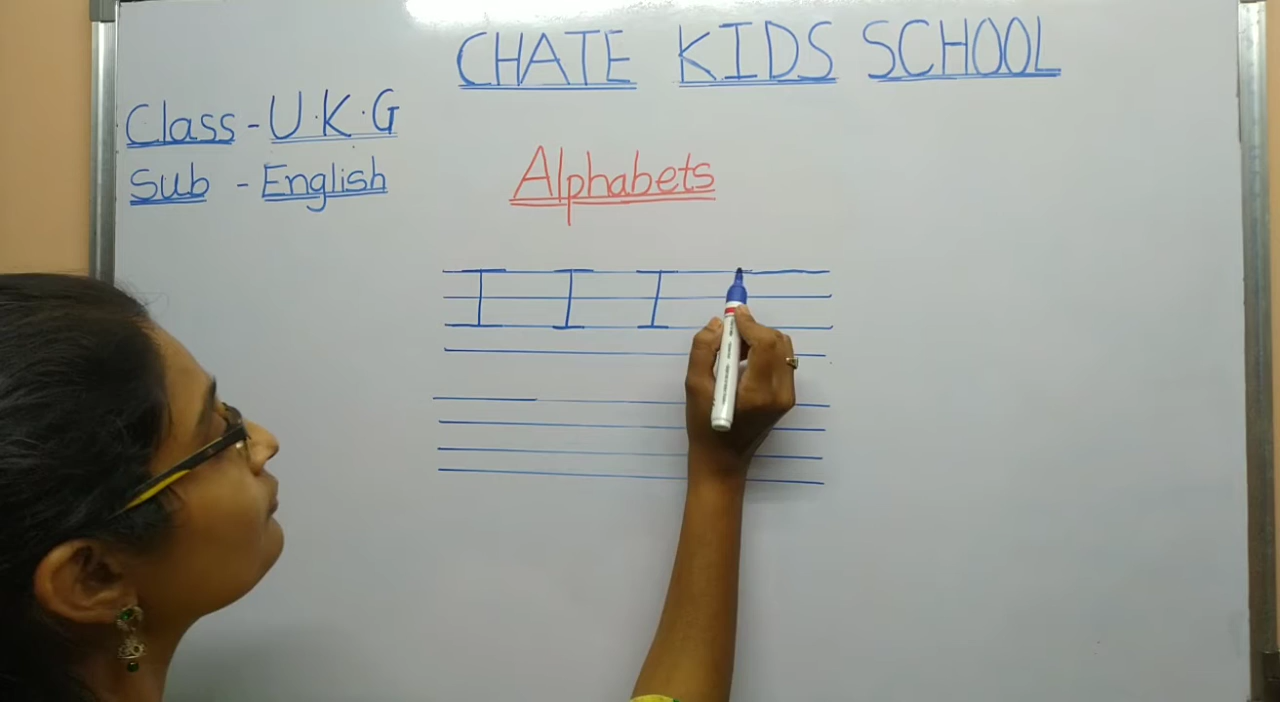 CHATE KIDS SCHOOL
Class - U.K.G
Sub - English
Alphabets
I I I